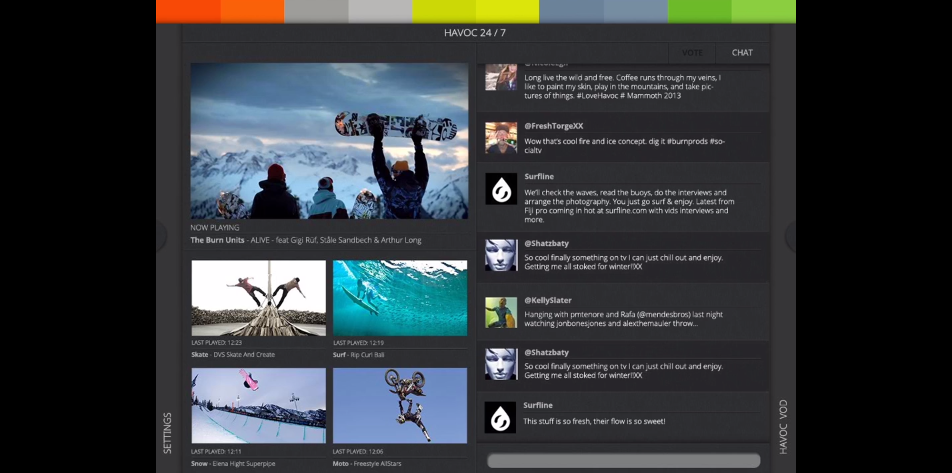 HAVOC 24 / 7
VOTE
CHAT
NOW PLAYING
The Burn Units - ALIVE - feat Gigi Rüf, Ståle Sandbech & Arthur Long
LAST PLAYED: 12:23
Skate - DVS Skate And Create
LAST PLAYED: 12:19
Surf - Rip Curl Bali
LAST PLAYED: 12:11
Snow - Elena Hight Superpipe
LAST PLAYED: 12:06
Moto - Freestyle AllStars
Long live the wild and free. Coffee runs through my veins, I
like to paint my skin, play in the mountains, and take pic-
tures of things. #LoveHavoc # Mammoth 2013
@FreshTorgeXX
Wow that's cool fire and ice concept. dig it #burnprods #so-
cialtv
Surfline
We'll check the waves, read the buoys, do the interviews and
arrange the photography. You just go surf & enjoy. Latest from
Fiji pro coming in hot at surfline.com with vids interviews and
more.
@Shatzbaty
So cool finally something on tv I can just chill out and enjoy.
Getting me all stoked for winter!XX
@KellySlater
Hanging with pmtenore and Rafa (@mendesbros) last night
watching jonbonesjones and alexthemauler throw...
@Shatzbaty
So cool finally something on tv I can just chill out and enjoy.
Getting me all stoked for winter!XX
Surfline
This stuff is so fresh, their flow is so sweet!
SETTINGS
HAVOC VOD